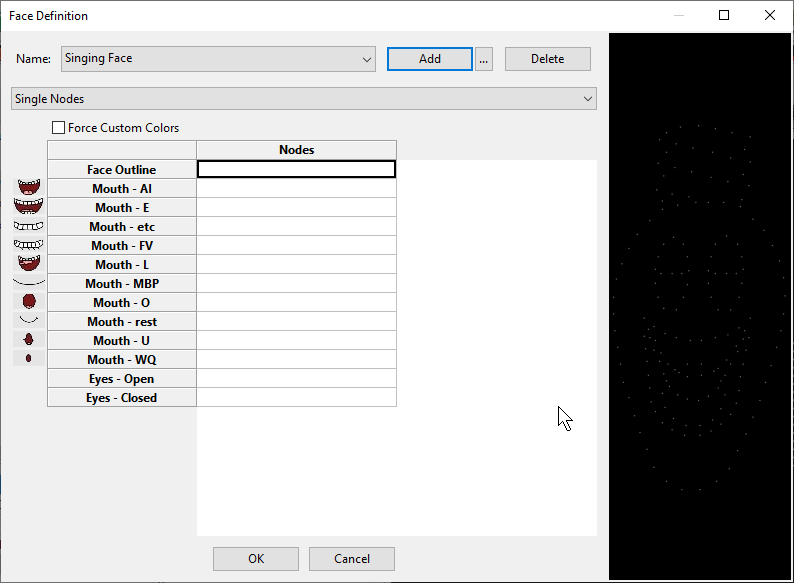 Face Definition
Name: Singing Face Add ... Delete
Single Nodes
Force Custom Colors
Nodes
Face Outline
Mouth - AI
Mouth - E
Mouth - etc
Mouth - FV
Mouth - L
Mouth - MBP
Mouth - O
Mouth - rest
Mouth - U
Mouth - WQ
Eyes - Open
Eyes - Closed
OK Cancel